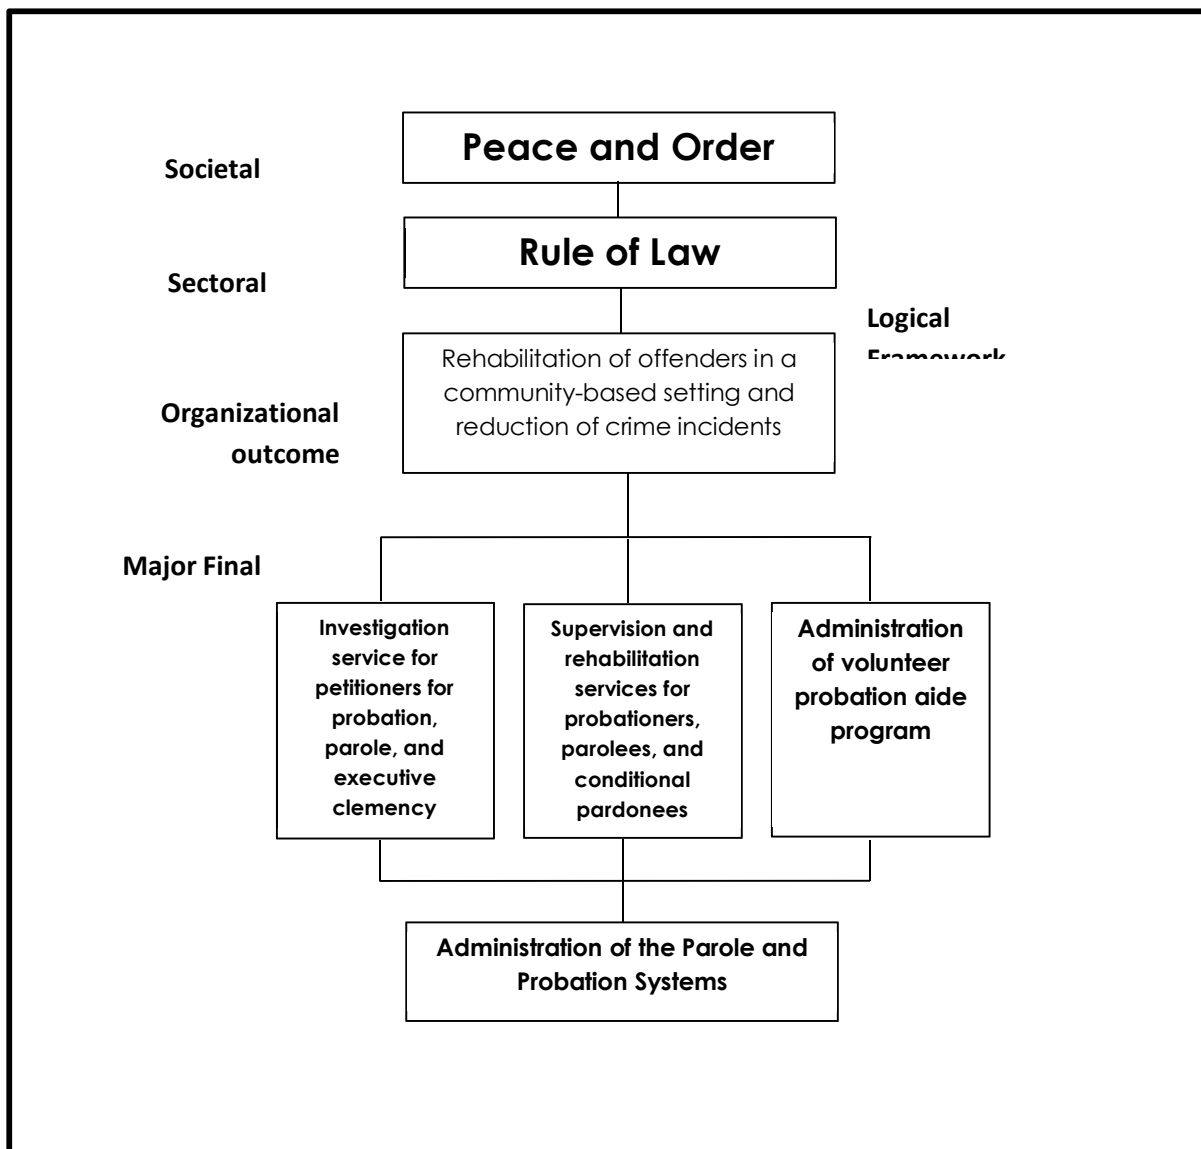 Peace and Order
Societal
Rule of Law
Sectoral
Logical
Framework
Rehabilitation of offenders in a
community-based setting and
reduction of crime incidents
Organizational
outcome
Major Final
Investigation
service for
petitioners for
probation,
parole, and
executive
clemency
Supervision and
rehabilitation
services for
probationers,
parolees, and
conditional
pardonees
Administration
of volunteer
probation aide
program
Administration of the Parole and
Probation Systems